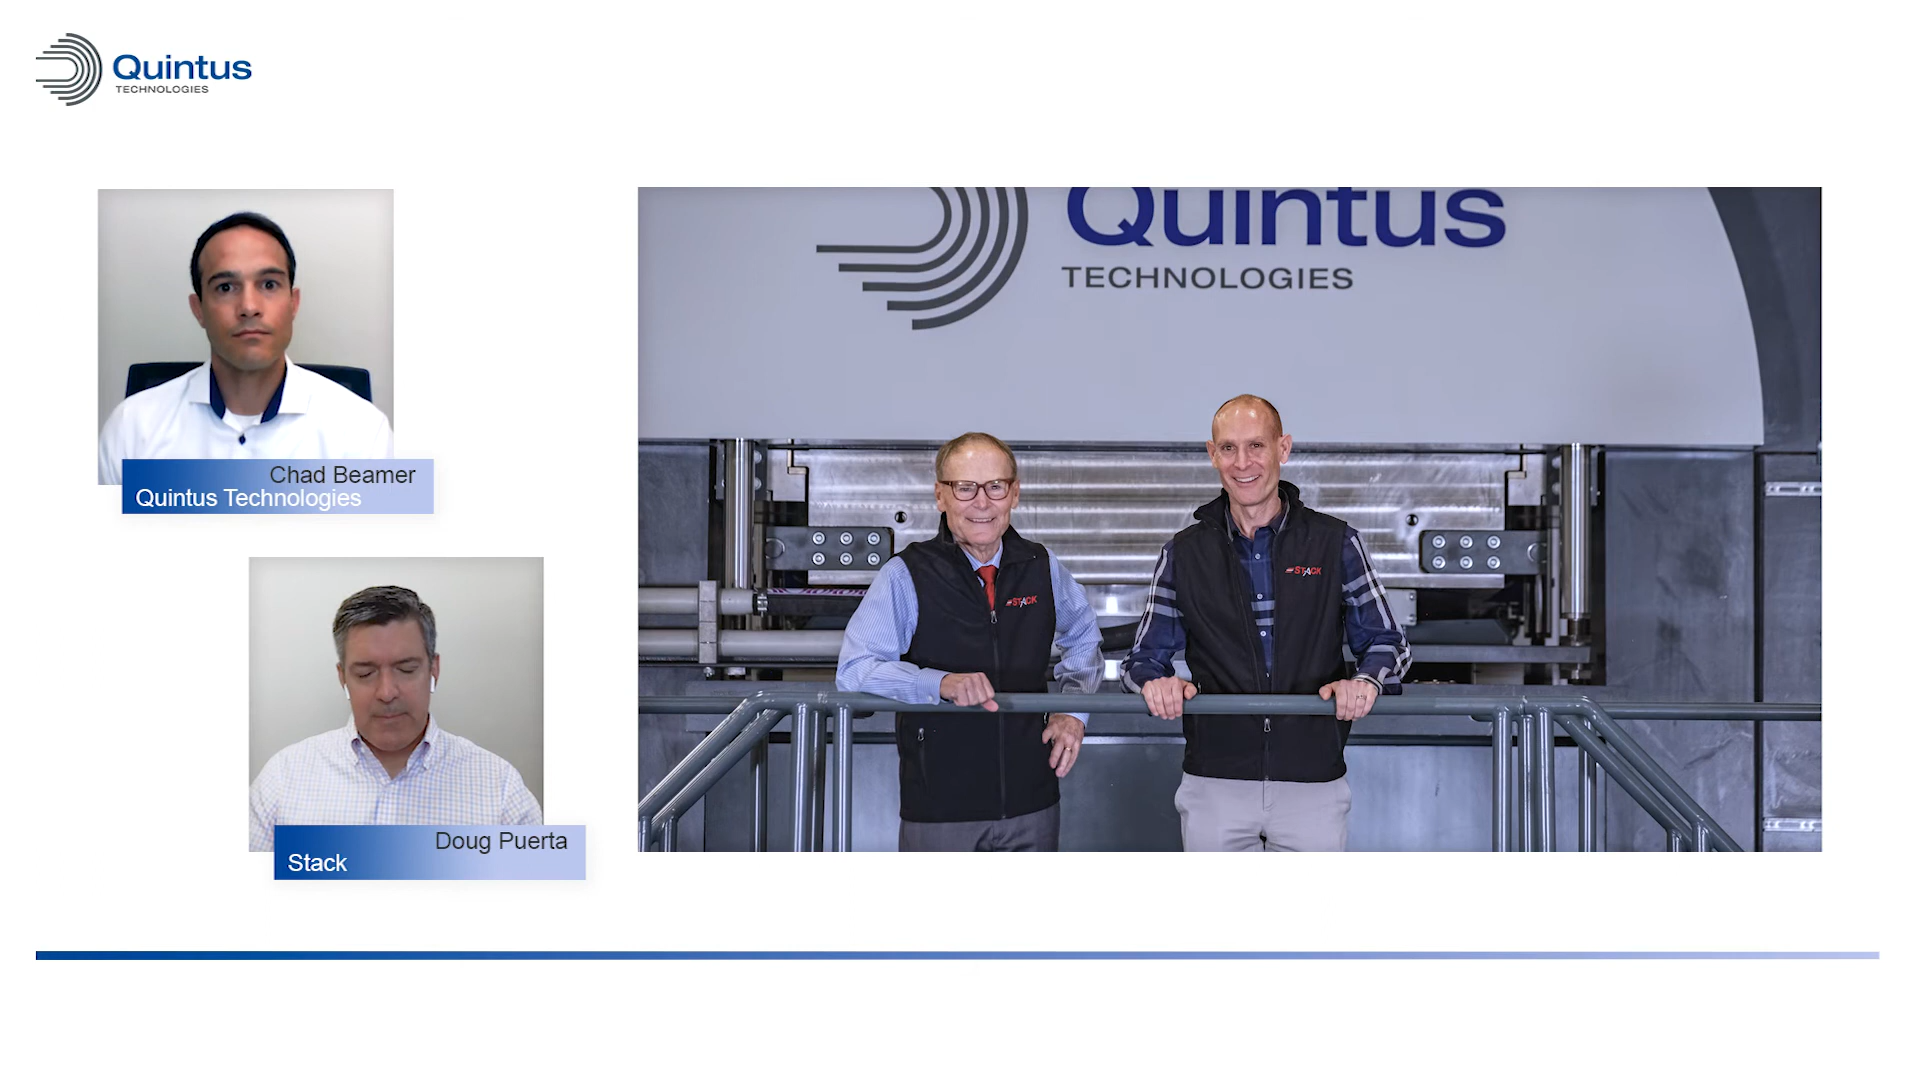 Quintus
TECHNOLOGIES
Quintus
TECHNOLOGIES
Chad Beamer
Quintus Technologies
STACK
STACK
Doug Puerta
Stack